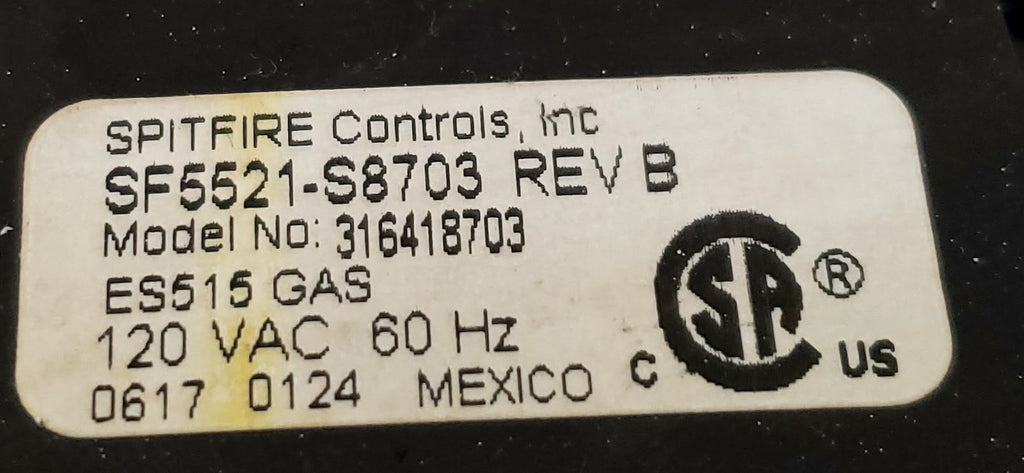 SPITFIRE Controls, Inc
SF5521-S8703 REV B
Model No: 316418703
ES515 GAS
120 VAC 60 Hz
0617 0124 MEXICO
C SA ® US